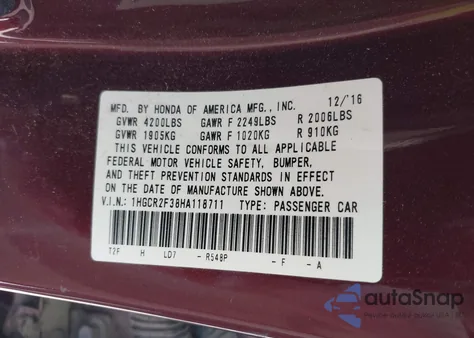 MFD. BY HONDA OF AMERICA MFG., INC. 12/'16
GVWR 4200LBS GAWR F 2249LBS R 2006LBS
GVWR 1905KG GAWR F 1020KG R 910KG
THIS VEHICLE CONFORMS TO ALL APPLICABLE
FEDERAL MOTOR VEHICLE SAFETY, BUMPER,
AND THEFT PREVENTION STANDARDS IN EFFECT
ON THE DATE OF MANUFACTURE SHOWN ABOVE.
V.I.N.: 1HGCR2F38HA118711 TYPE: PASSENGER CAR
T2F H LD7 - R548P - F - A
autoSnap